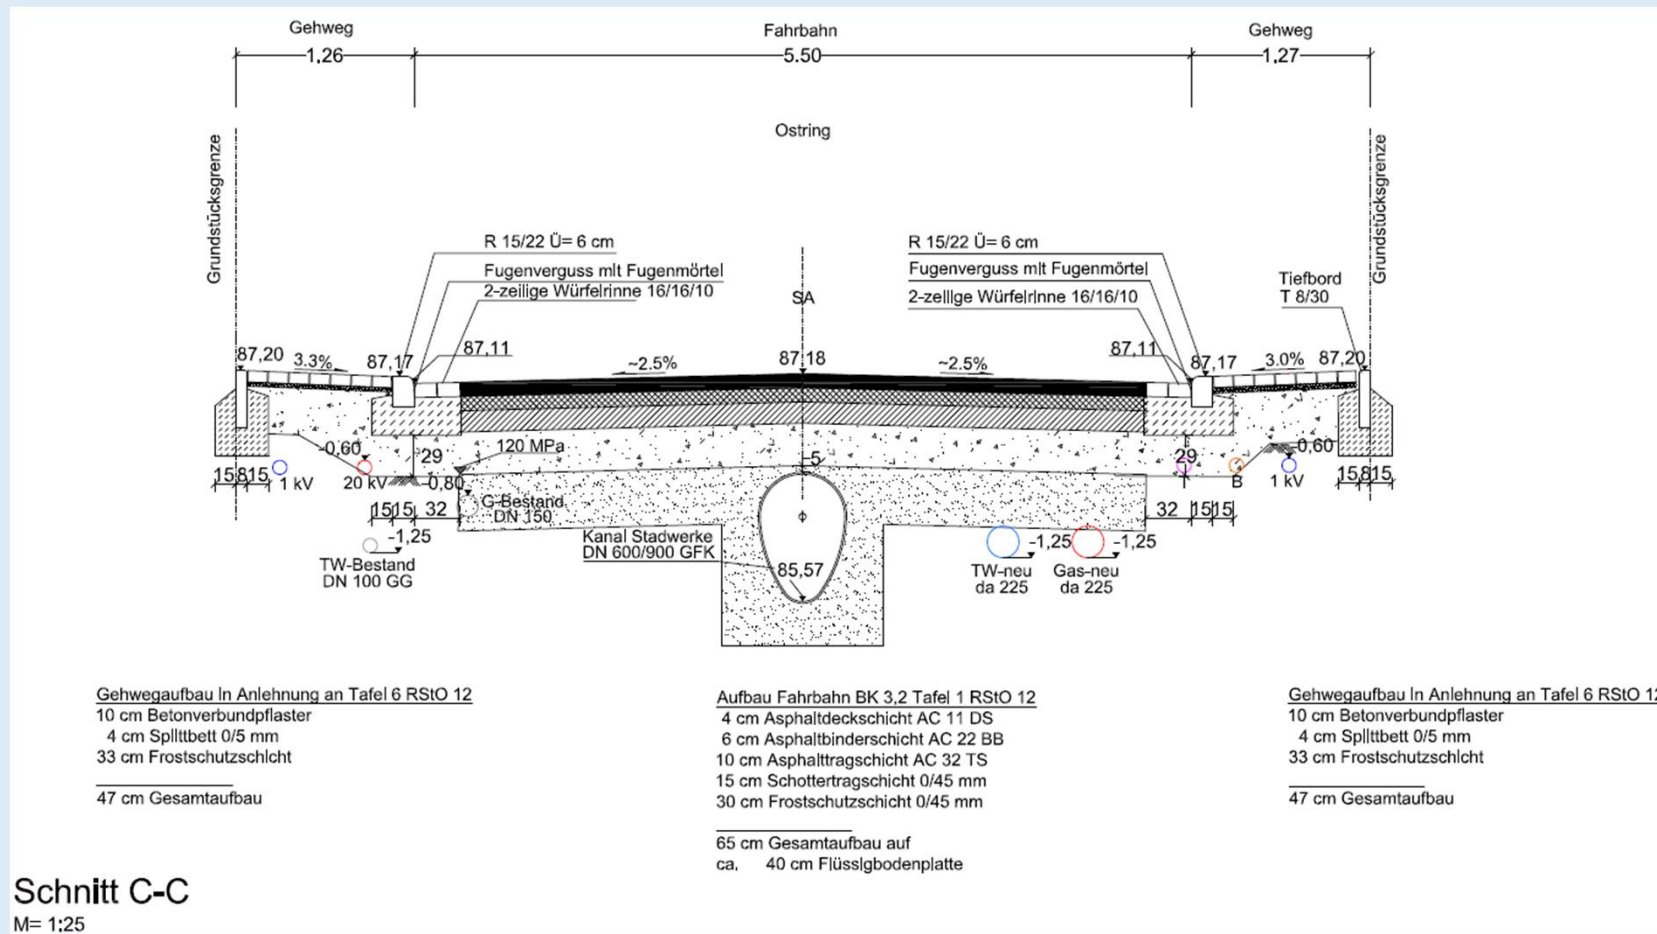 Gehweg
Fahrbahn
Gehweg
1,26
5.50
1,27
Ostring
Grundstücksgrenze
Grundstücksgrenze
R 15/22 Ü= 6 cm
Fugenverguss mit Fugenmörtel
2-zeilige Würfelrinne 16/16/10
SA
R 15/22 Ü= 6 cm
Fugenverguss mit Fugenmörtel
2-zeilige Würfelrinne 16/16/10
Tiefbord
T 8/30
87,20
3.3%
87,17
87,11
~2.5%
87,18
~2.5%
87,11
87,17
3.0%
87,20
-0,60
29
120 MPa
-5
29
-0,60
15 8 15
1 kV
20 kV
-0,80
G-Bestand
DN 150
T
B
1 kV
15 8 15
15 15 32
32 15 15
-1,25
TW-Bestand
DN 100 GG
Kanal Stadwerke
DN 600/900 GFK
85,57
-1,25
TW-neu
da 225
-1,25
Gas-neu
da 225
Gehwegaufbau in Anlehnung an Tafel 6 RStO 12
10 cm Betonverbundpflaster
4 cm Splittbett 0/5 mm
33 cm Frostschutzschicht
47 cm Gesamtaufbau
Aufbau Fahrbahn BK 3,2 Tafel 1 RStO 12
4 cm Asphaltdeckschicht AC 11 DS
6 cm Asphaltbinderschicht AC 22 BB
10 cm Asphalttragschicht AC 32 TS
15 cm Schottertragschicht 0/45 mm
30 cm Frostschutzschicht 0/45 mm
65 cm Gesamtaufbau auf
ca. 40 cm Flüssigbodenplatte
Gehwegaufbau in Anlehnung an Tafel 6 RStO 12
10 cm Betonverbundpflaster
4 cm Splittbett 0/5 mm
33 cm Frostschutzschicht
47 cm Gesamtaufbau
Schnitt C-C
M= 1:25